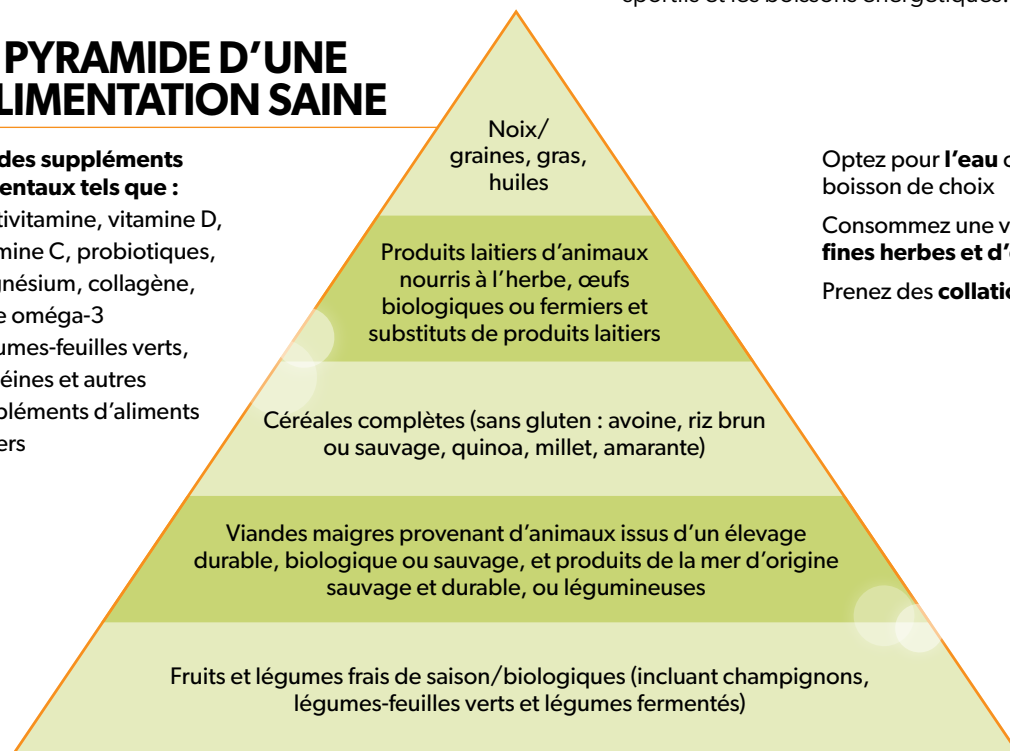 sportifs et les boissons énergétiques.
PYRAMIDE D’UNE
LIMENTATION SAINE
des suppléments
entaux tels que :
tivitamine, vitamine D,
mine C, probiotiques,
nésium, collagène,
e oméga-3
umes-feuilles verts,
éines et autres
pléments d’aliments
ers
Noix/
graines, gras,
huiles
Produits laitiers d’animaux
nourris à l’herbe, œufs
biologiques ou fermiers et
substituts de produits laitiers
Céréales complètes (sans gluten : avoine, riz brun
ou sauvage, quinoa, millet, amarante)
Viandes maigres provenant d’animaux issus d’un élevage
durable, biologique ou sauvage, et produits de la mer d’origine
sauvage et durable, ou légumineuses
Fruits et légumes frais de saison/biologiques (incluant champignons,
légumes-feuilles verts et légumes fermentés)
Optez pour l’eau
boisson de choix
Consommez une v
fines herbes et d’
Prenez des collatio